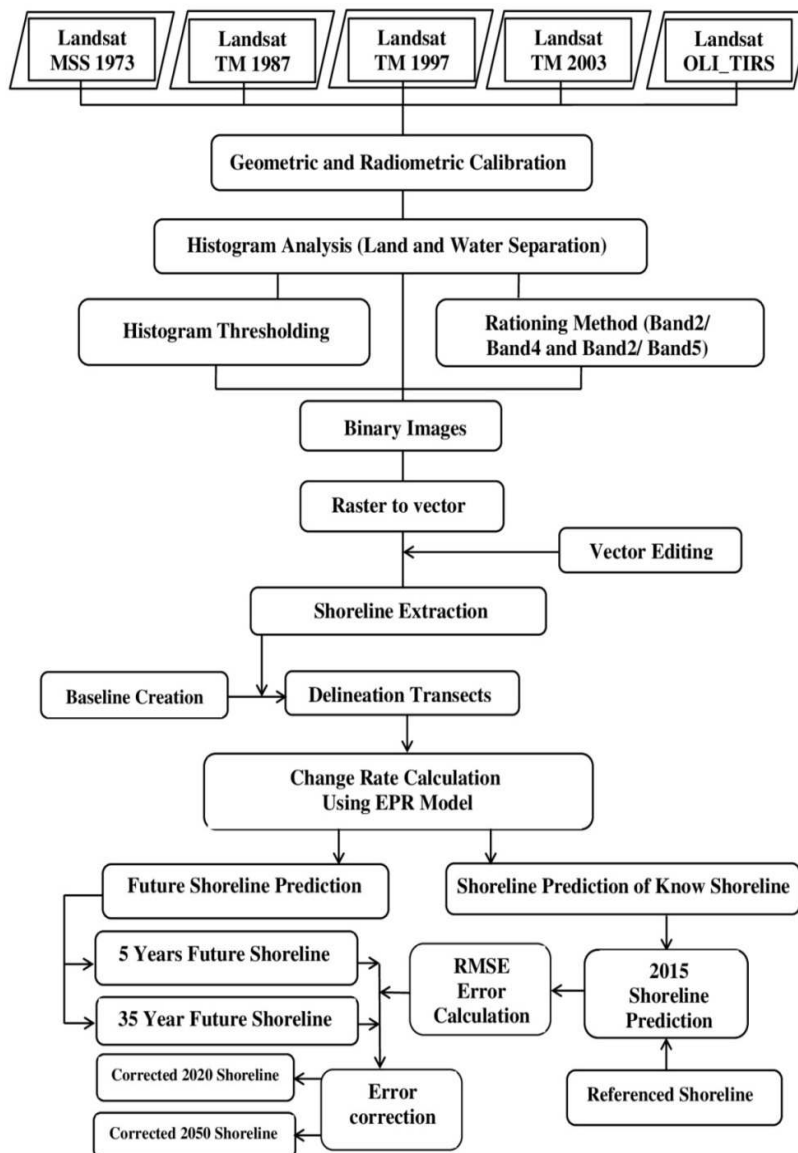 Landsat
MSS 1973
Landsat
TM 1987
Landsat
TM 1997
Landsat
TM 2003
Landsat
OLI_TIRS
Geometric and Radiometric Calibration
Histogram Analysis (Land and Water Separation)
Histogram Thresholding
Rationing Method (Band2/
Band4 and Band2/ Band5)
Binary Images
Raster to vector
Vector Editing
Shoreline Extraction
Baseline Creation
Delineation Transects
Change Rate Calculation
Using EPR Model
Future Shoreline Prediction
Shoreline Prediction of Know Shoreline
5 Years Future Shoreline
35 Year Future Shoreline
RMSE
Error
Calculation
2015
Shoreline
Prediction
Corrected 2020 Shoreline
Corrected 2050 Shoreline
Error
correction
Referenced Shoreline